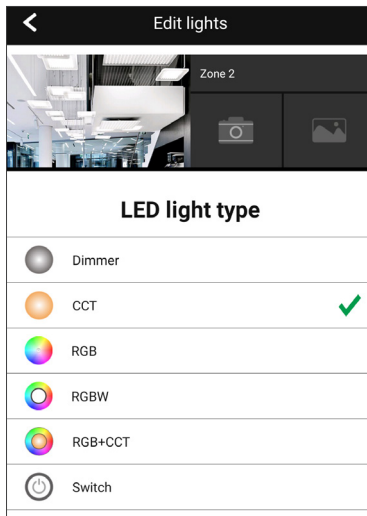 Edit lights
Zone 2
LED light type
Dimmer
CCT
RGB
RGBW
RGB+CCT
Switch